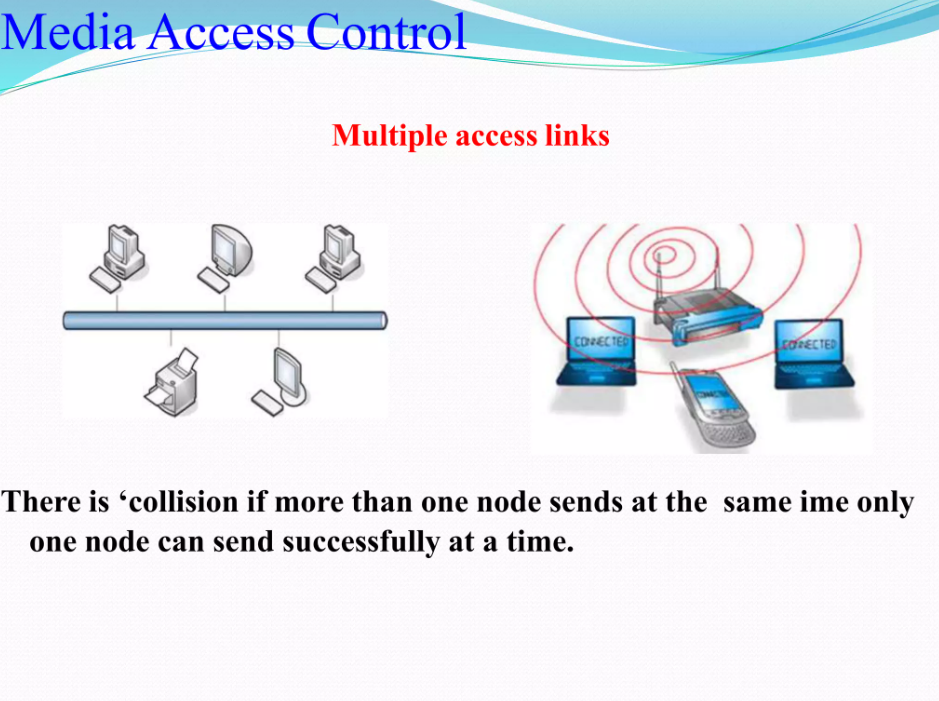 Media Access Control
Multiple access links
CONNECTED
CONNECTED
CONNECTED
There is ‘collision if more than one node sends at the same ime only
one node can send successfully at a time.